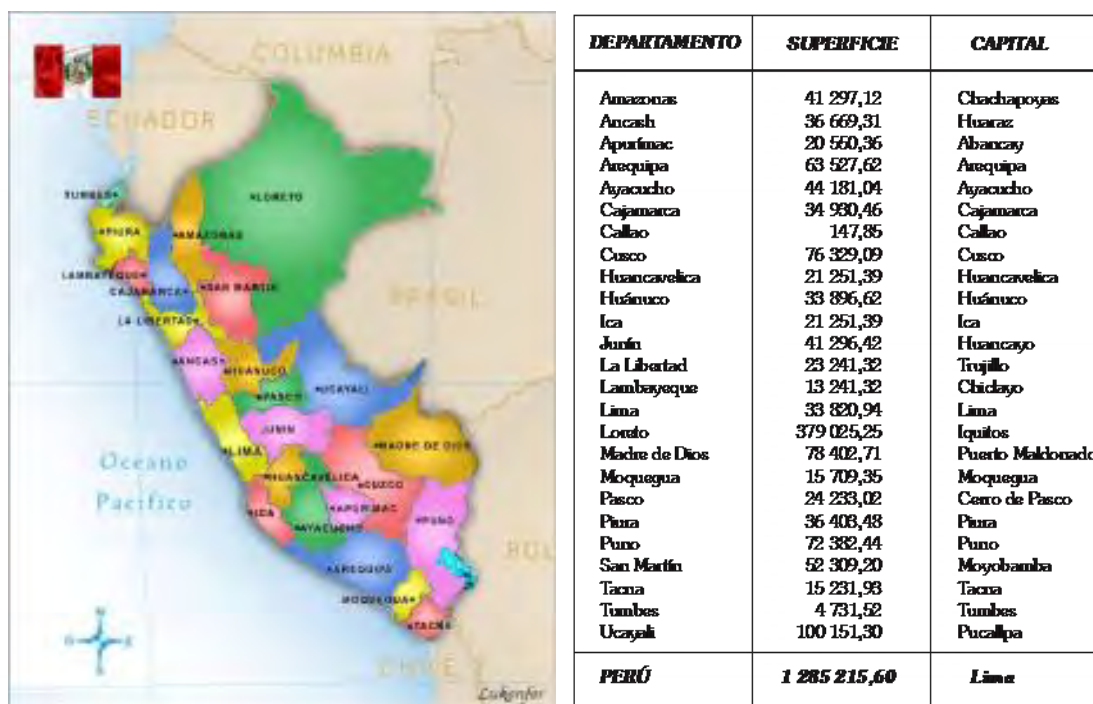 COLUMBIA
ECUADOR
TUMBES
LORETO
PIURA
AMAZONAS
LAMBAYEQUE
CAJAMARCA
SAN MARCIN
LA LIBERTAD
BRASIL
ANCASH
HUANUCO
UCAYALI
PASCO
JUNIN
LIMA
MADRE DE DIOS
Oceano
Pacifico
HUANCAVELICA
CUZCO
ICA
APURIMAC
PUNO
AYACUCHO
BOL
AREQUIPA
MOQUEGUA
TACNA
CHILE
DEPARTAMENTO SUPERFICIE CAPITAL
Amazonas 41 297,12 Chachapoyas
Ancash 36 669,31 Huaraz
Apurímac 20 550,36 Abancay
Arequipa 63 527,62 Arequipa
Ayacucho 44 181,04 Ayacucho
Cajamarca 34 930,46 Cajamarca
Callao 147,85 Callao
Cusco 76 329,09 Cusco
Huancavelica 21 251,39 Huancavelica
Huánuco 33 896,62 Huánuco
Ica 21 251,39 Ica
Junín 41 296,42 Huancayo
La Libertad 23 241,32 Trujillo
Lambayeque 13 241,32 Chiclayo
Lima 33 820,94 Lima
Loreto 379 025,25 Iquitos
Madre de Dios 78 402,71 Puerto Maldonado
Moquegua 15 709,35 Moquegua
Pasco 24 233,02 Cerro de Pasco
Piura 36 403,48 Piura
Puno 72 382,44 Puno
San Martín 52 309,20 Moyobamba
Tacna 15 231,93 Tacna
Tumbes 4 731,52 Tumbes
Ucayali 100 151,30 Pucallpa
PERÚ 1 285 215,60 Lima